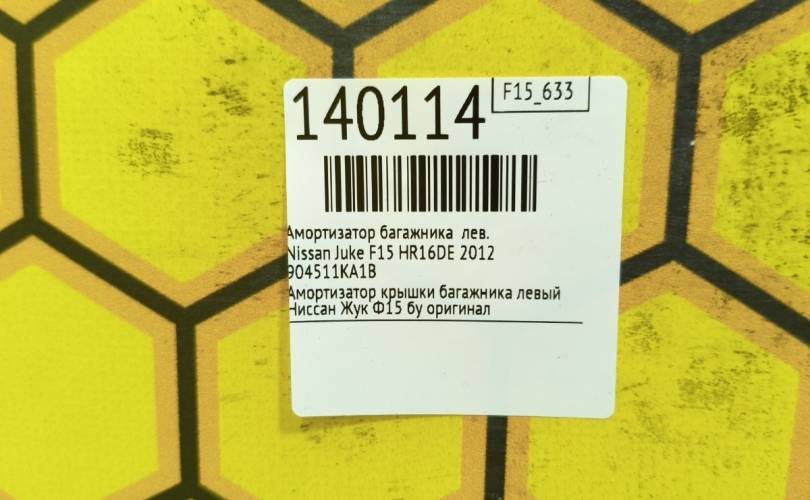 140114
F15_633
Амортизатор багажника лев.
Nissan Juke F15 HR16DE 2012
904511KA1B
Амортизатор крышки багажника левый
Ниссан Жук Ф15 бу оригинал